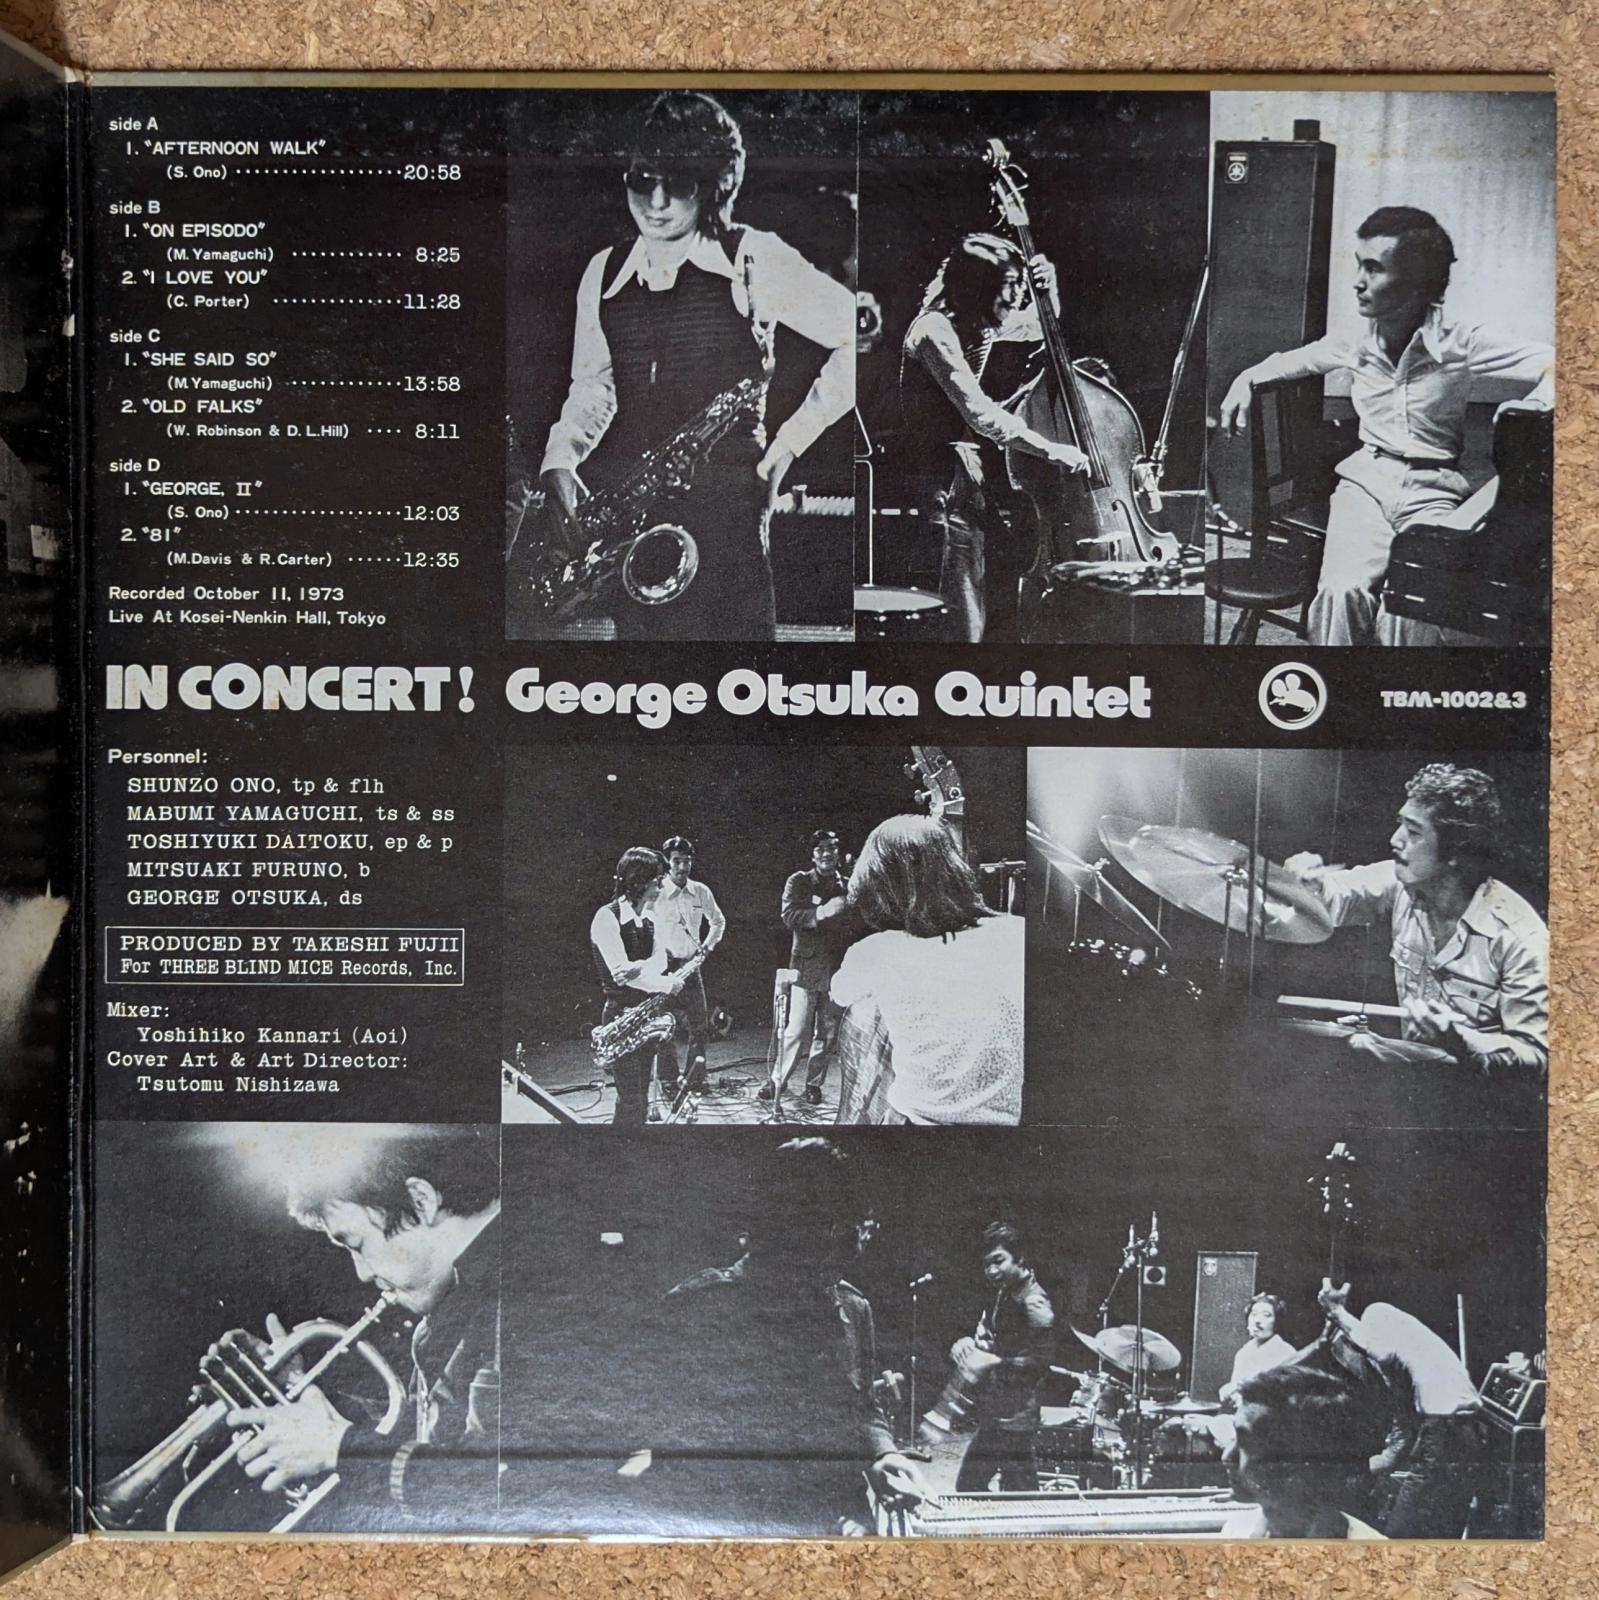 side A
1. "AFTERNOON WALK"
(S. Ono) ·················· 20:58
side B
1. "ON EPISODO"
(M. Yamaguchi) ············ 8:25
2. "I LOVE YOU"
(C. Porter) ·············· 11:28
side C
1. "SHE SAID SO"
(M. Yamaguchi) ············ 13:58
2. "OLD FALKS"
(W. Robinson & D. L. Hill) ···· 8:11
side D
1. "GEORGE, II"
(S. Ono) ·················· 12:03
2. "81"
(M. Davis & R. Carter) ······ 12:35
Recorded October 11, 1973
Live At Kosei-Nenkin Hall, Tokyo
IN CONCERT! George Otsuka Quintet TBM-1002&3
Personnel:
SHUNZO ONO, tp & flh
MABUMI YAMAGUCHI, ts & ss
TOSHIYUKI DAITOKU, ep & p
MITSUAKI FURUNO, b
GEORGE OTSUKA, ds
PRODUCED BY TAKESHI FUJII
For THREE BLIND MICE Records, Inc.
Mixer:
Yoshihiko Kannari (Aoi)
Cover Art & Art Director:
Tsutomu Nishizawa